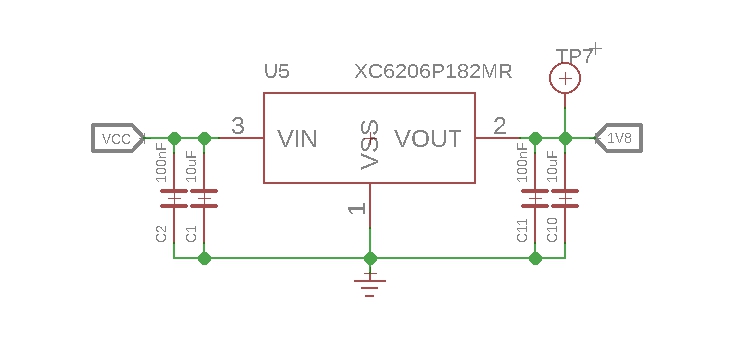 U5
XC6206P182MR
TP7
VCC
3
VIN
VSS
VOUT
2
1V8
100nF
10uF
100nF
10uF
1
C2
C1
C11
C10